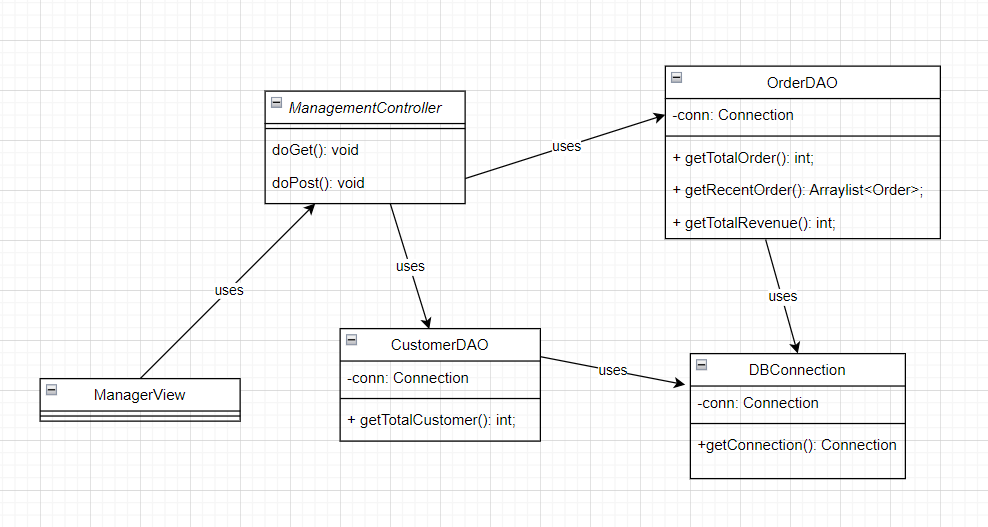 ManagementController
doGet(): void
doPost(): void
uses
OrderDAO
-conn: Connection
+ getTotalOrder(): int;
+ getRecentOrder(): Arraylist<Order>;
+ getTotalRevenue(): int;
uses
uses
uses
CustomerDAO
-conn: Connection
+ getTotalCustomer(): int;
uses
ManagerView
DBConnection
-conn: Connection
+getConnection(): Connection